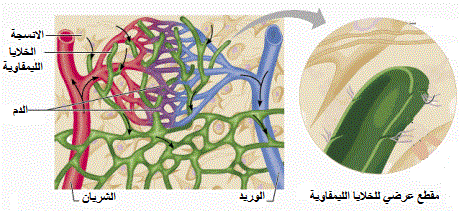 الانسجة
الخلايا
الليمفاوية
الدم
الشريان
الوريد
مقطع عرضي للخلايا الليمفاوية